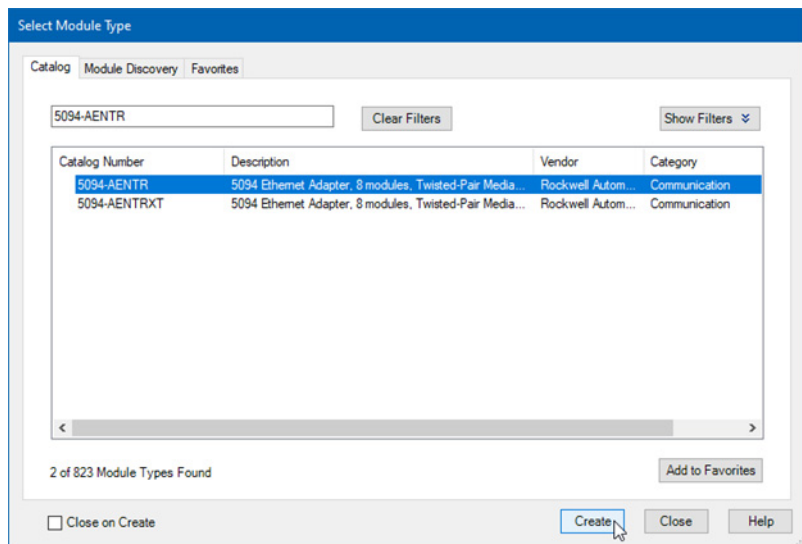 Select Module Type
Catalog Module Discovery Favorites
5094-AENTR Clear Filters Show Filters
Catalog Number Description Vendor Category
5094-AENTR 5094 Ethernet Adapter, 8 modules, Twisted-Pair Media... Rockwell Autom... Communication
5094-AENTRXT 5094 Ethernet Adapter, 8 modules, Twisted-Pair Media... Rockwell Autom... Communication
2 of 823 Module Types Found Add to Favorites
Close on Create Create Close Help